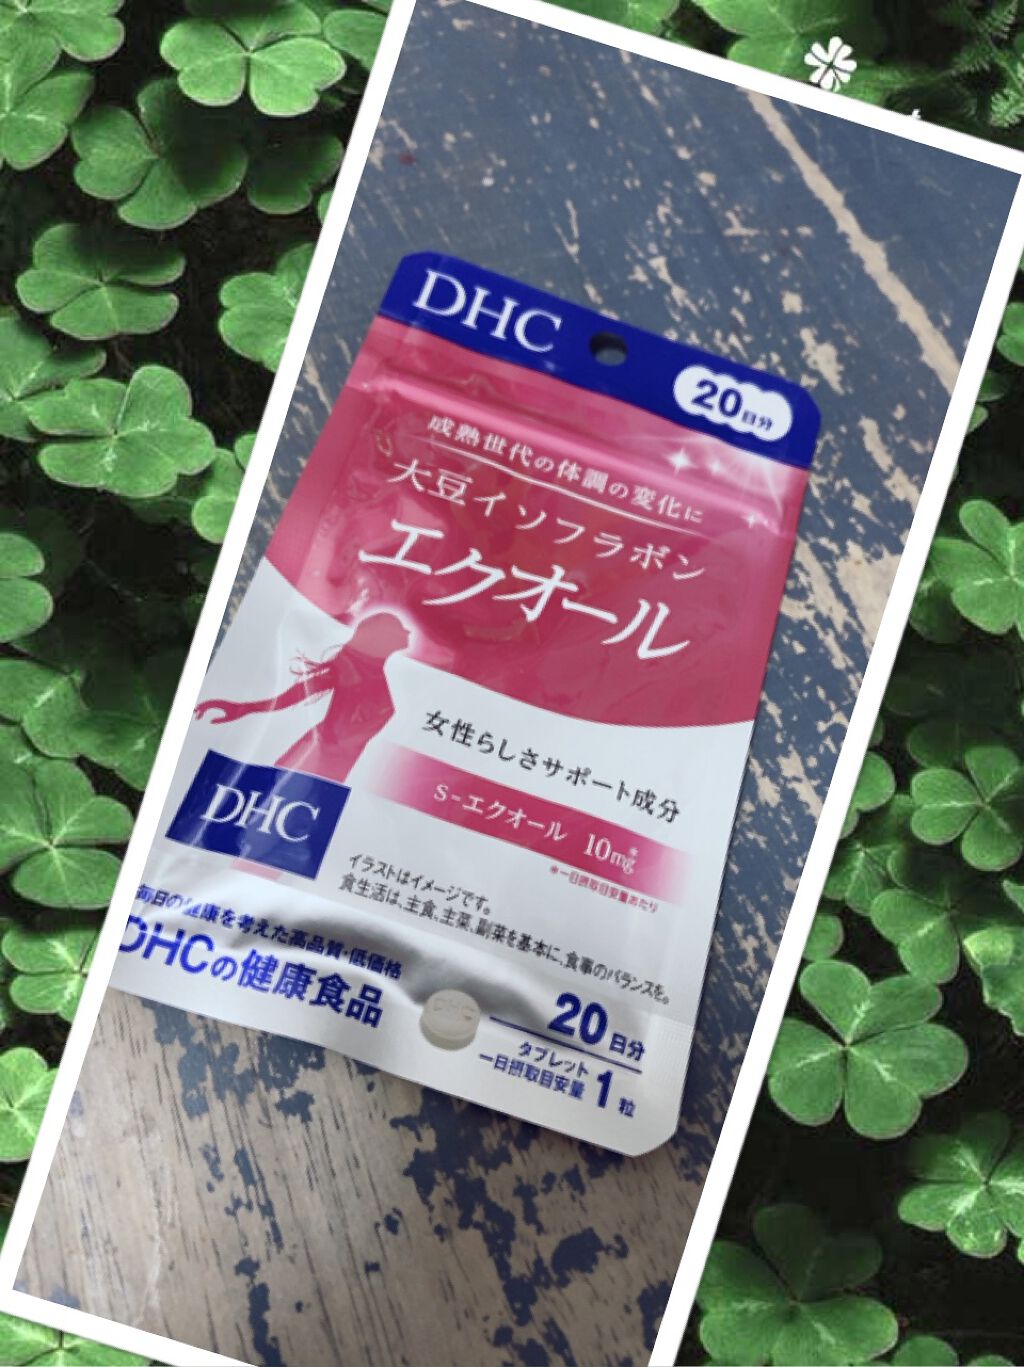 DHC
20日分
成熟世代の体調の変化に
大豆イソフラボン
エクオール
女性らしさサポート成分
S-エクオール 10mg*
*一日摂取目安量あたり
DHC
イラストはイメージです。
食生活は、主食、主菜、副菜を基本に、食事のバランスを。
毎日の健康を考えた高品質・低価格
DHCの健康食品
DHC
20日分
タブレット
一日摂取目安量 1粒